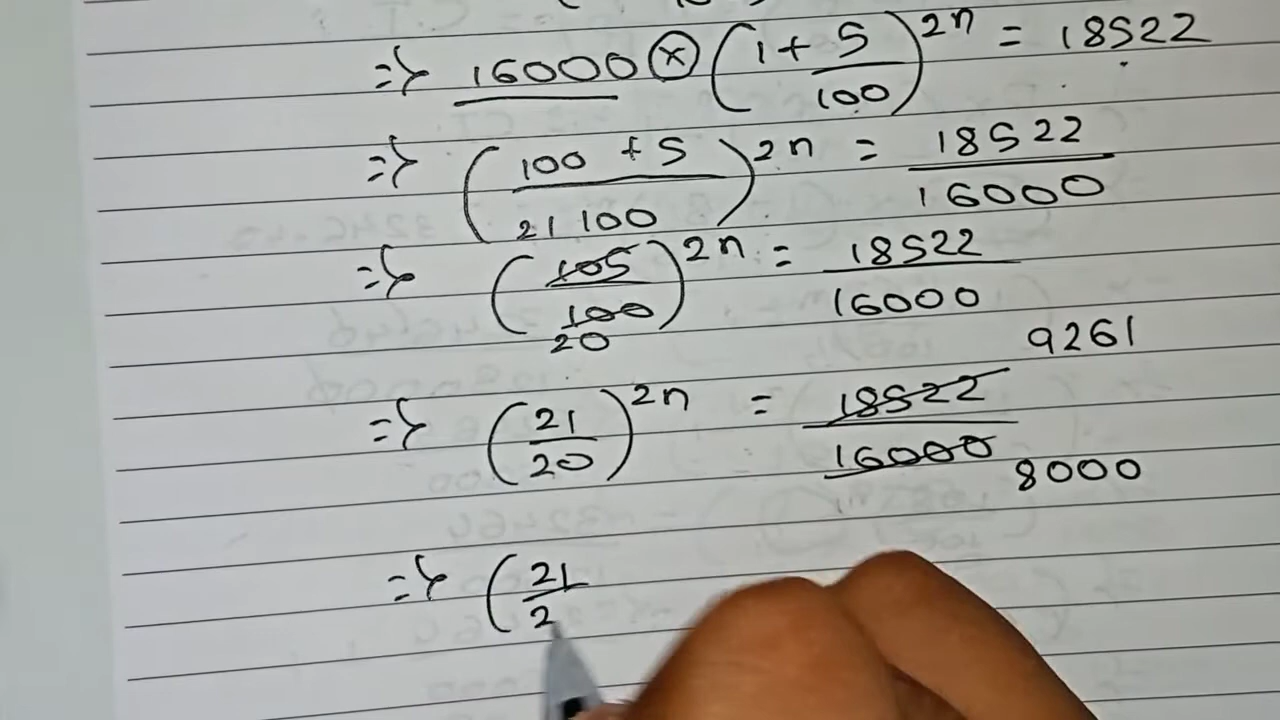 => 16000 ⊗ (1 + 5/100)^2n = 18522
=> (100 + 5 / 100)^2n = 18522/16000
21
=> (105/100)^2n = 18522/16000
20
9261
=> (21/20)^2n = 18522/16000
8000
=> (21/2